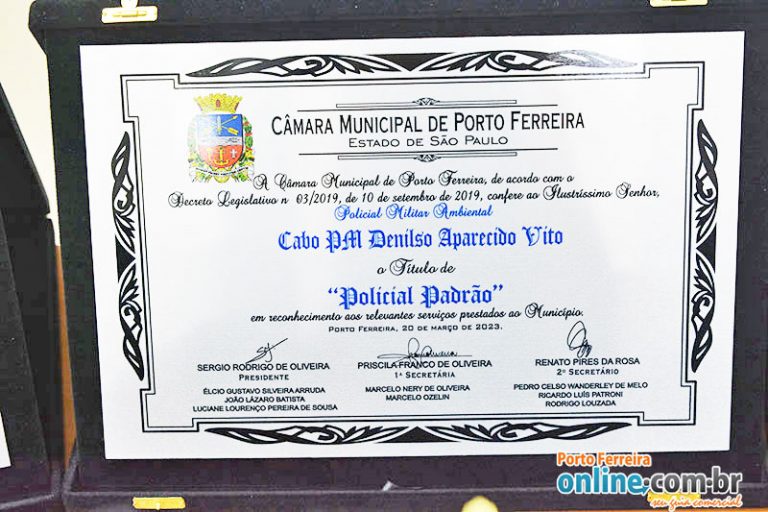 CÂMARA MUNICIPAL DE PORTO FERREIRA
ESTADO DE SÃO PAULO
A Câmara Municipal de Porto Ferreira, de acordo com o
Decreto Legislativo n 03/2019, de 10 de setembro de 2019, confere ao Ilustríssimo Senhor,
Policial Militar Ambiental
Cabo PM Denilso Aparecido Vito
o Título de
“Policial Padrão”
em reconhecimento aos relevantes serviços prestados ao Município.
PORTO FERREIRA, 20 DE MARÇO DE 2023.
SERGIO RODRIGO DE OLIVEIRA
PRESIDENTE
PRISCILA FRANCO DE OLIVEIRA
1ª SECRETÁRIA
RENATO PIRES DA ROSA
2º SECRETÁRIO
ÉLCIO GUSTAVO SILVEIRA ARRUDA
JOÃO LÁZARO BATISTA
LUCIANE LOURENÇO PEREIRA DE SOUSA
MARCELO NERY DE OLIVEIRA
MARCELO OZELIN
PEDRO CELSO WANDERLEY DE MELO
RICARDO LUÍS PATRONI
RODRIGO LOUZADA
Porto Ferreira
online.com.br
seu guia comercial